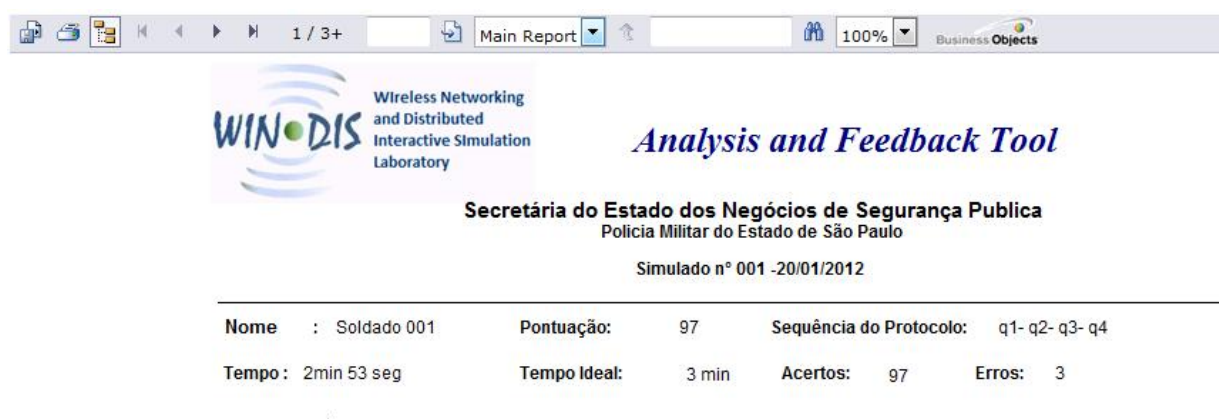 1 / 3+ Main Report 100% Business Objects
WIreless Networking
and Distributed
Interactive SImulation
Laboratory
WIN DIS
Analysis and Feedback Tool
Secretária do Estado dos Negócios de Segurança Publica
Policia Militar do Estado de São Paulo
Simulado n° 001 -20/01/2012
Nome : Soldado 001 Pontuação: 97 Sequência do Protocolo: q1- q2- q3- q4
Tempo : 2min 53 seg Tempo Ideal: 3 min Acertos: 97 Erros: 3